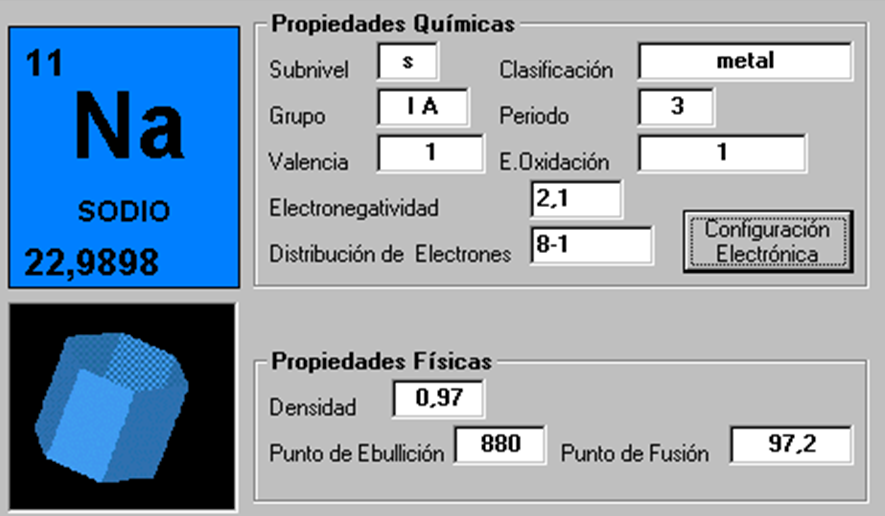 11
Na
SODIO
22,9898
Propiedades Químicas
Subnivel s Clasificación metal
Grupo I A Periodo 3
Valencia 1 E.Oxidación 1
Electronegatividad 2,1
Distribución de Electrones 8-1
Configuración
Electrónica
Propiedades Físicas
Densidad 0,97
Punto de Ebullición 880 Punto de Fusión 97,2